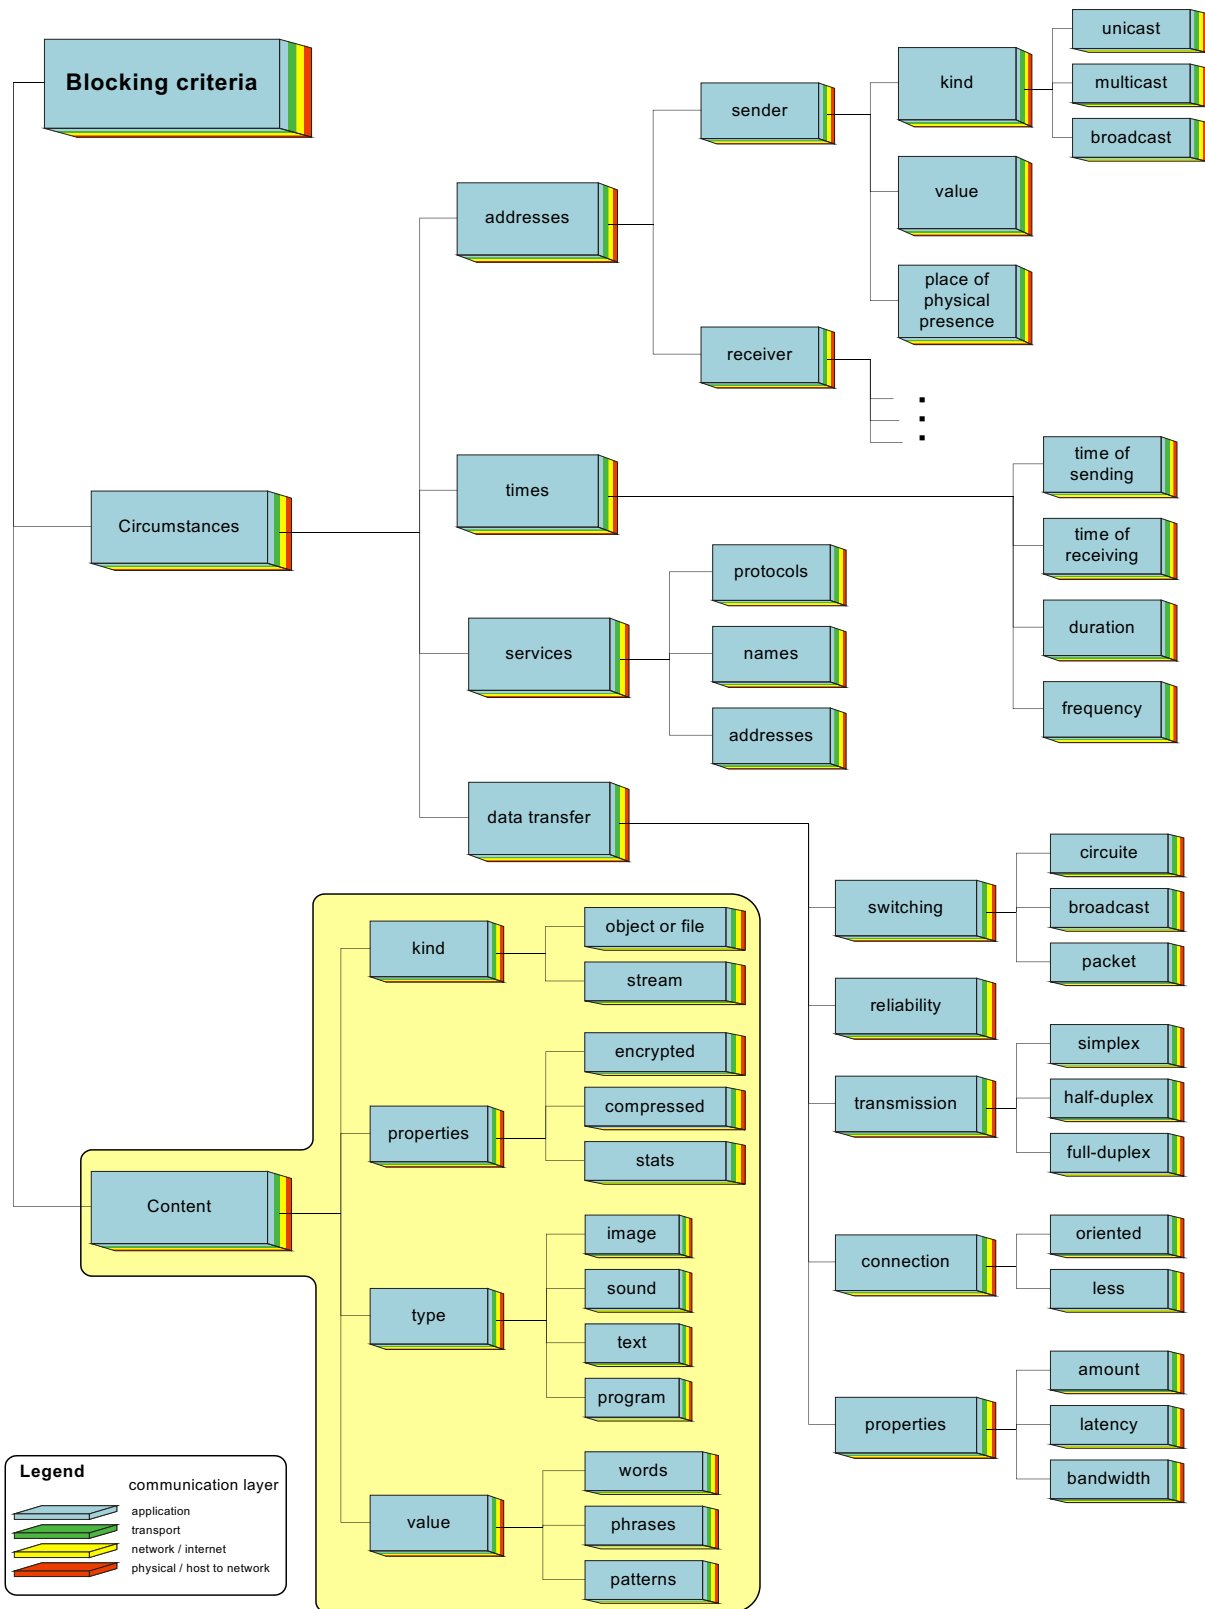 Blocking criteria
Circumstances
addresses
sender
kind
unicast
multicast
broadcast
value
place of
physical
presence
receiver
times
time of
sending
time of
receiving
duration
frequency
services
protocols
names
addresses
data transfer
switching
circuite
broadcast
packet
reliability
transmission
simplex
half-duplex
full-duplex
connection
oriented
less
properties
amount
latency
bandwidth
Content
kind
object or file
stream
properties
encrypted
compressed
stats
type
image
sound
text
program
value
words
phrases
patterns
Legend
communication layer
application
transport
network / internet
physical / host to network